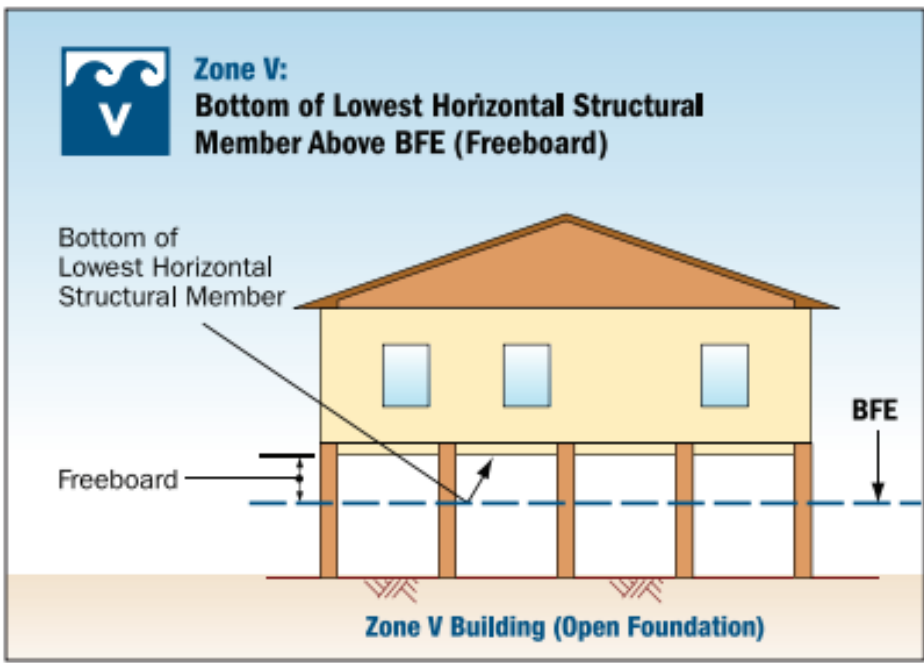 V
Zone V:
Bottom of Lowest Horizontal Structural
Member Above BFE (Freeboard)
Bottom of
Lowest Horizontal
Structural Member
BFE
Freeboard
Zone V Building (Open Foundation)